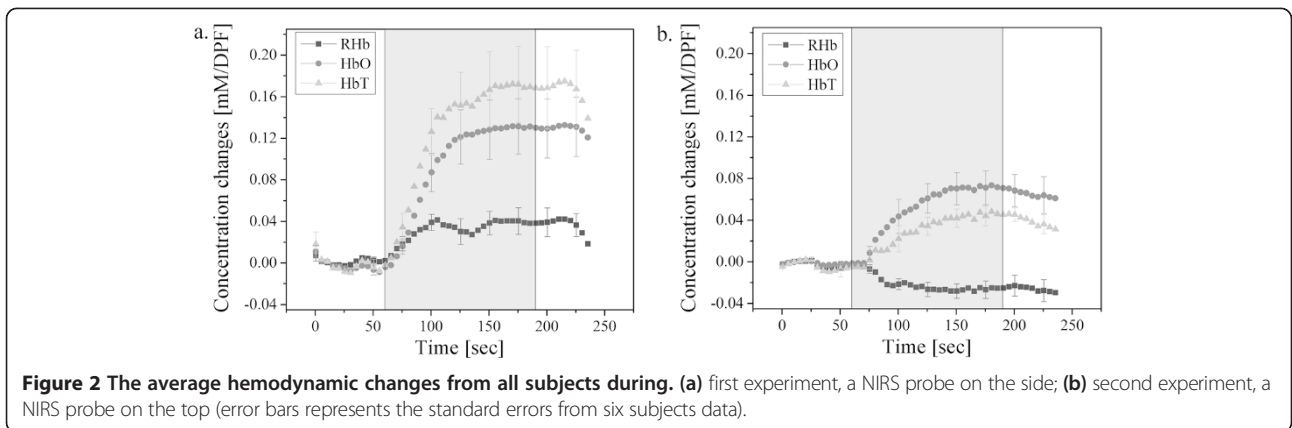 a.
RHb
HbO
HbT
0.20
0.16
0.12
0.08
0.04
0.00
-0.04
Concentration changes [mM/DPF]
0 50 100 150 200 250
Time [sec]
b.
RHb
HbO
HbT
0.20
0.16
0.12
0.08
0.04
0.00
-0.04
Concentration changes [mM/DPF]
0 50 100 150 200 250
Time [sec]
Figure 2 The average hemodynamic changes from all subjects during. (a) first experiment, a NIRS probe on the side; (b) second experiment, a
NIRS probe on the top (error bars represents the standard errors from six subjects data).